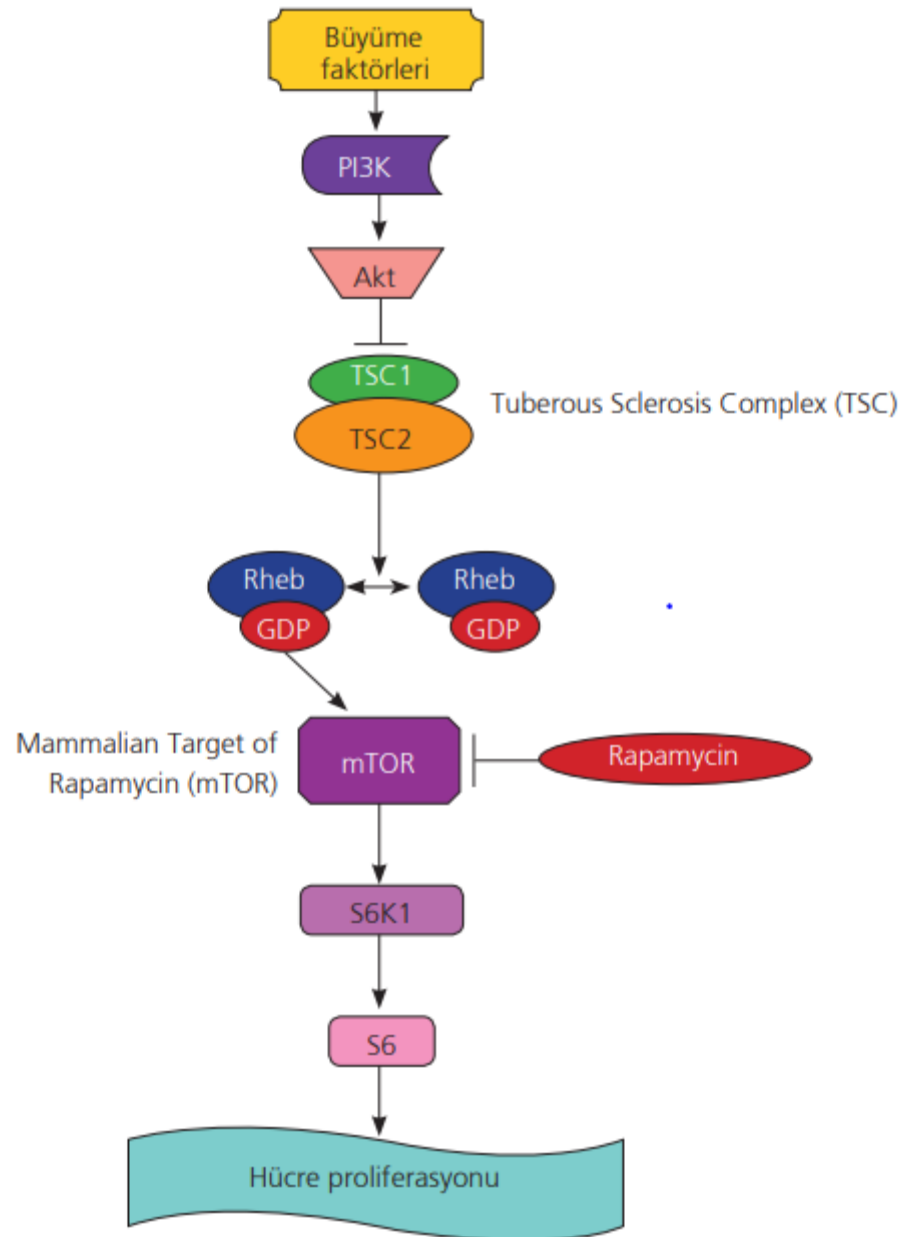 Büyüme
faktörleri
PI3K
Akt
TSC1
TSC2
Tuberous Sclerosis Complex (TSC)
Rheb
GDP
Rheb
GDP
Mammalian Target of
Rapamycin (mTOR)
mTOR
Rapamycin
S6K1
S6
Hücre proliferasyonu